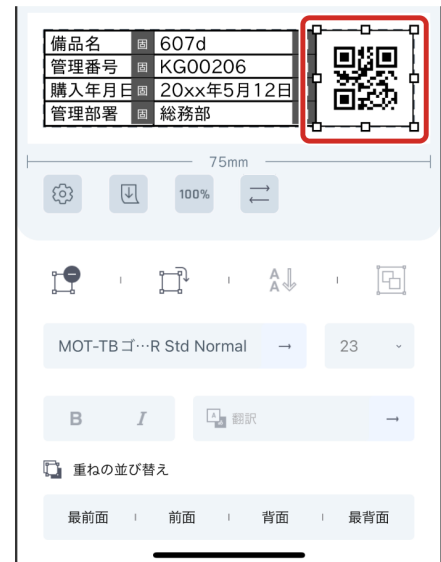 備品名 固 607d
管理番号 固 KG00206
購入年月日 固 20xx年5月12日
管理部署 固 総務部
75mm
100%
A
A
MOT-TB ゴ…R Std Normal → 23
B I A 翻訳 →
重ねの並び替え
最前面 前面 背面 最背面